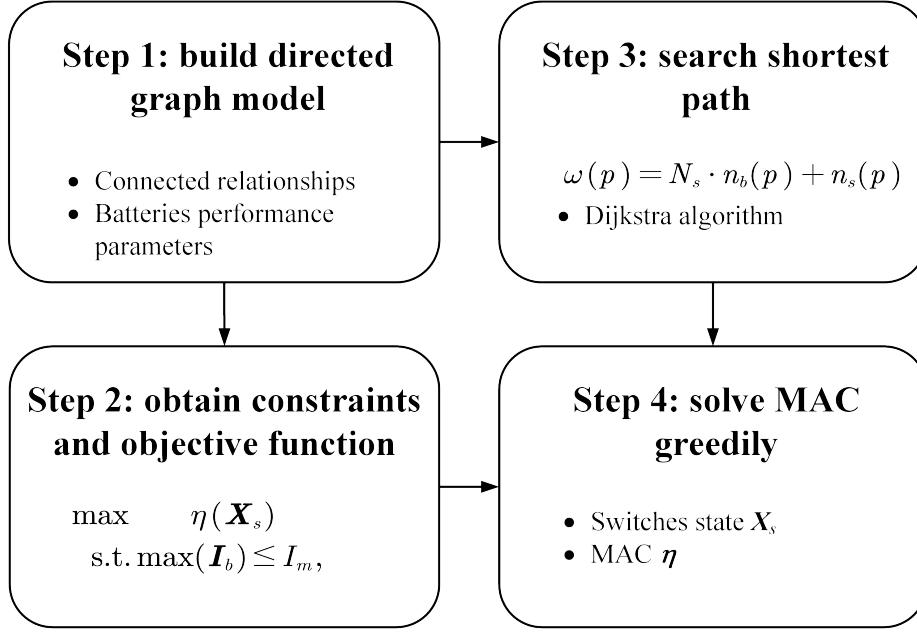 Step 1: build directed
graph model
• Connected relationships
• Batteries performance
parameters
Step 3: search shortest
path
ω(p) = N_s · n_b(p) + n_s(p)
• Dijkstra algorithm
Step 2: obtain constraints
and objective function
max η(X_s)
s.t. max(I_b) ≤ I_m,
Step 4: solve MAC
greedily
• Switches state X_s
• MAC η